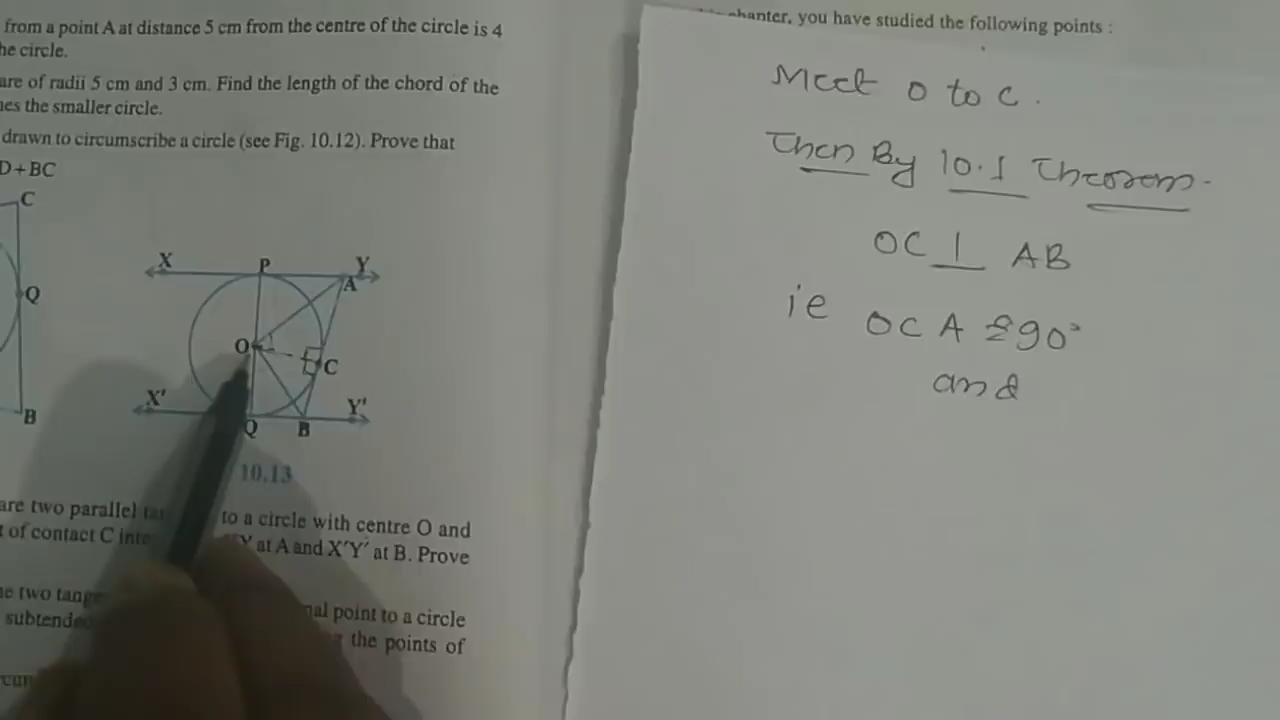 from a point A at distance 5 cm from the centre of the circle is 4
he circle.
are of radii 5 cm and 3 cm. Find the length of the chord of the
hes the smaller circle.
drawn to circumscribe a circle (see Fig. 10.12). Prove that
D+BC
C
Q
B
X P Y
A
O
C
X' Y'
Q B
10.13
are two parallel to a circle with centre O and
of contact C at A and X'Y' at B. Prove
two
point to a circle
the points of
chapter, you have studied the following points :
Meet O to C.
Then By 10.1 Theorem.
OC ⊥ AB
ie OCA 90°
and